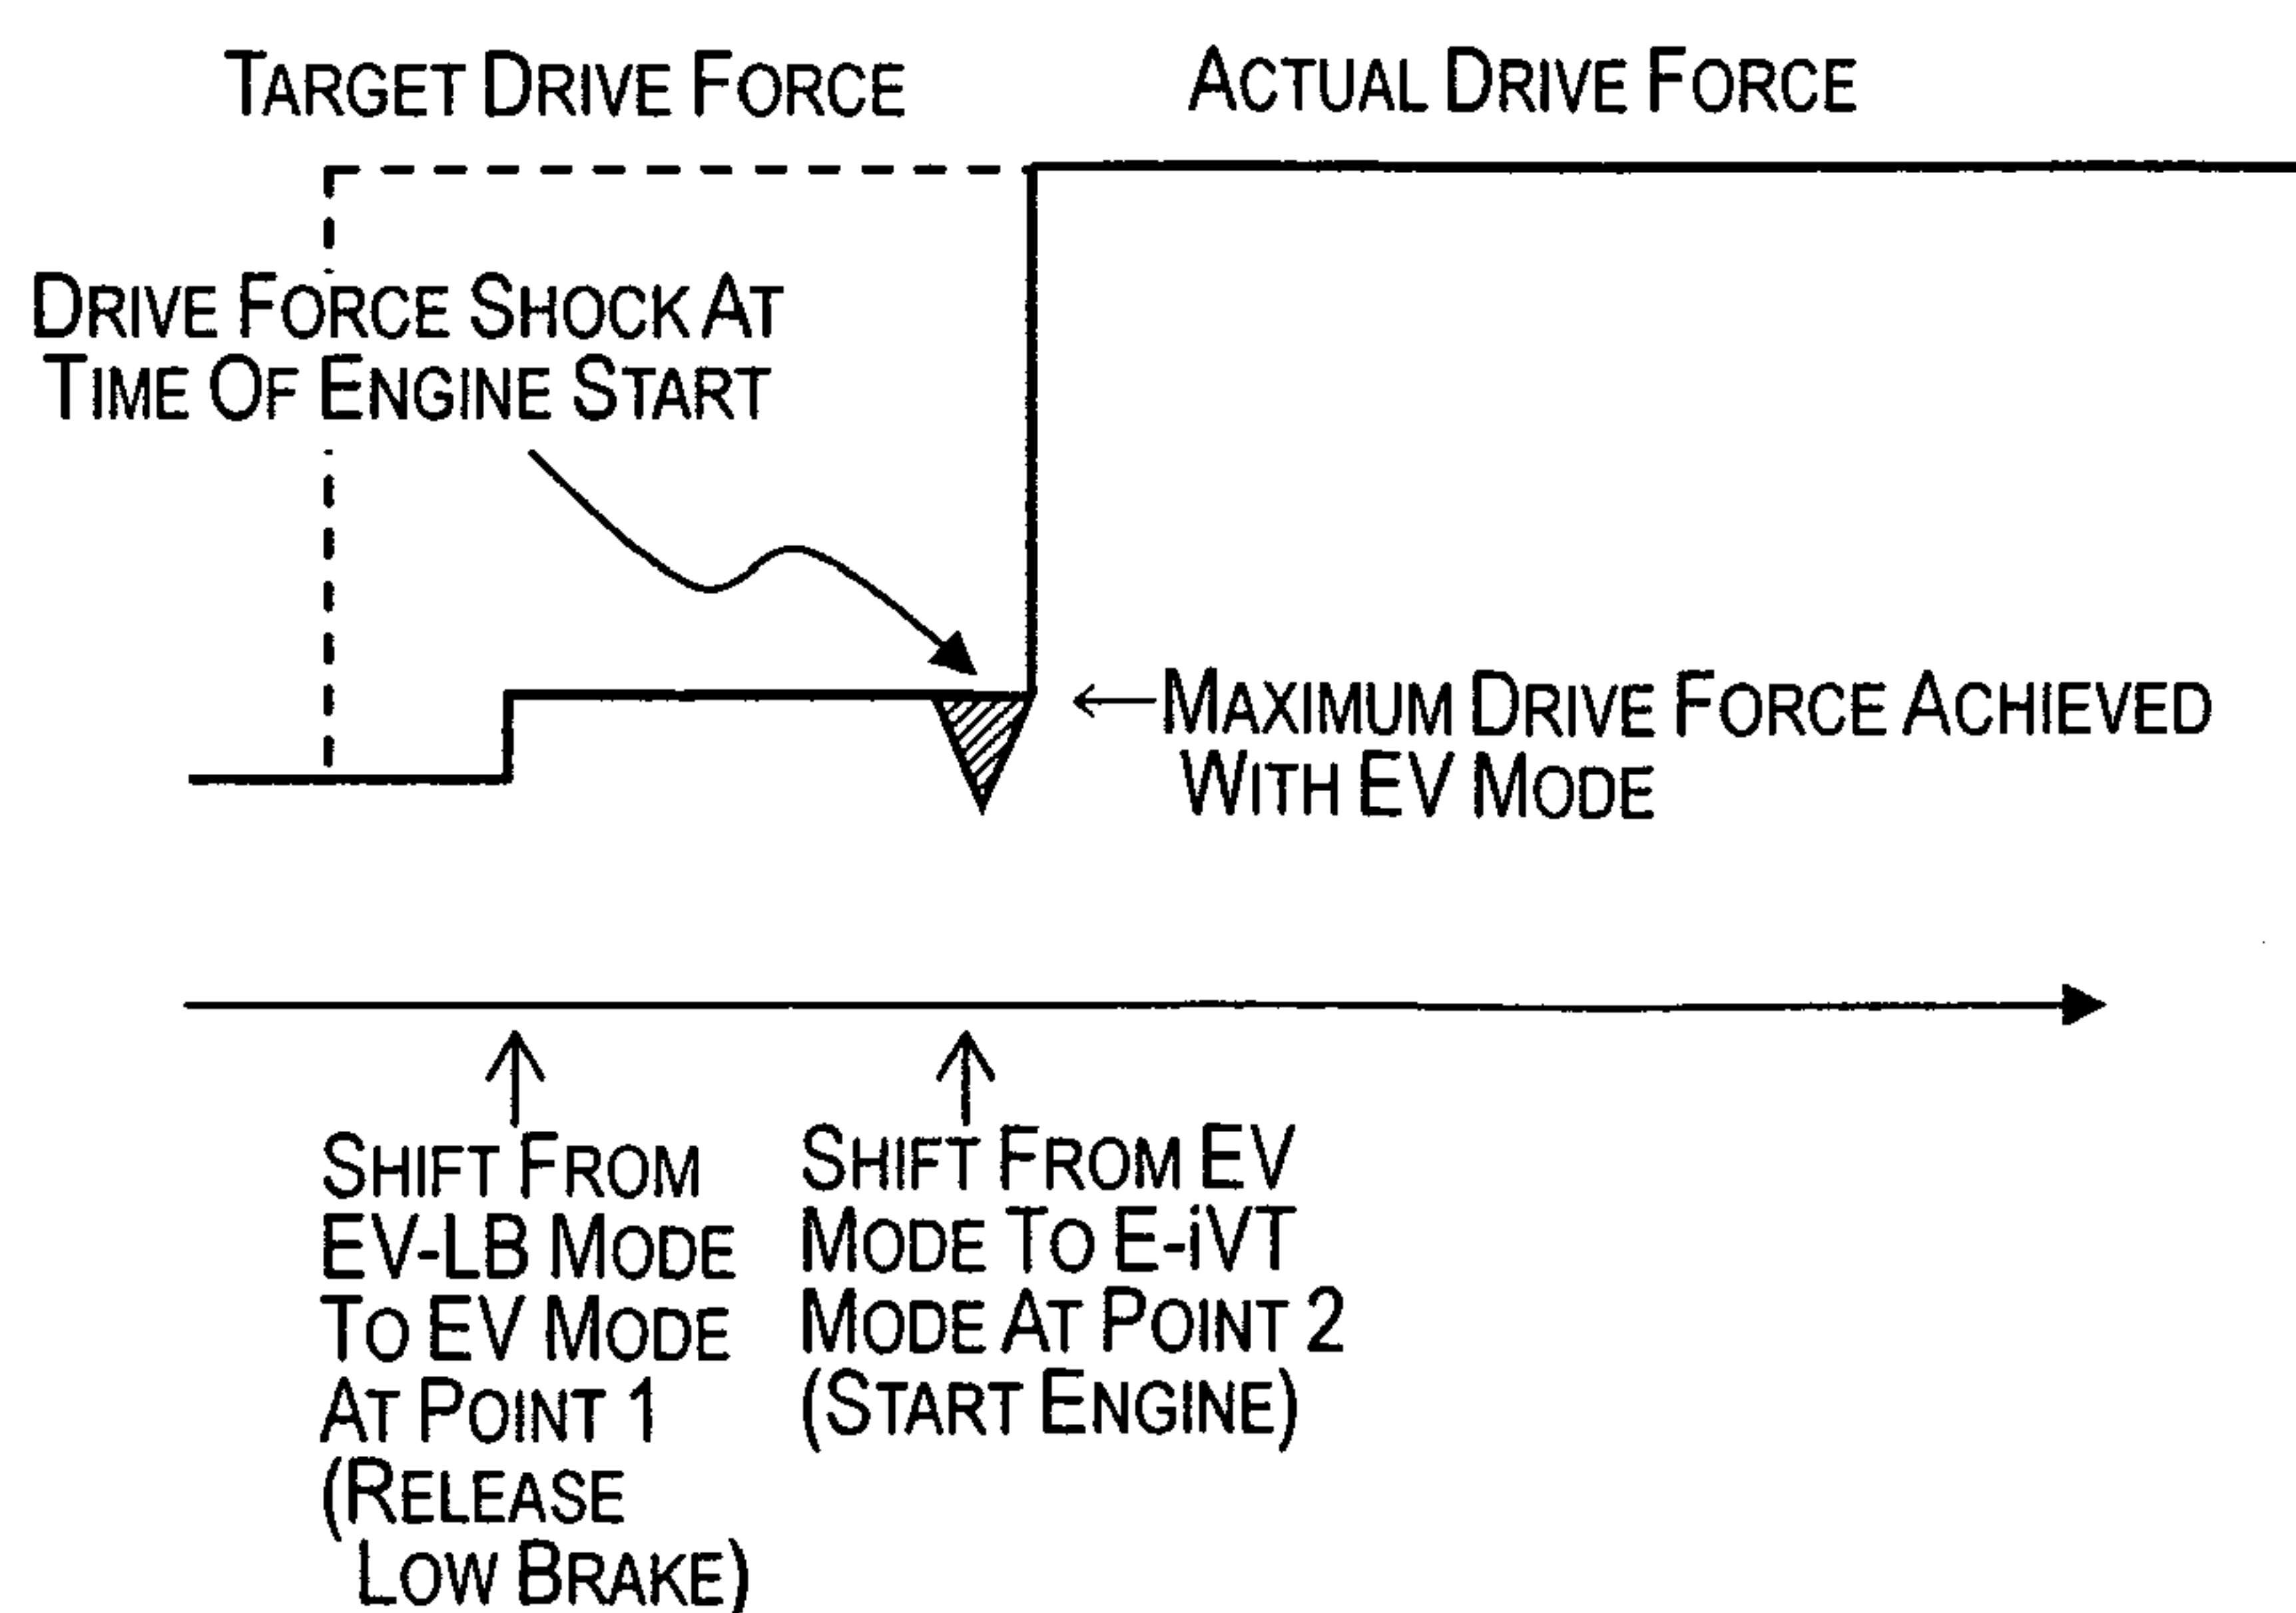 TARGET DRIVE FORCE
ACTUAL DRIVE FORCE
DRIVE FORCE SHOCK AT
TIME OF ENGINE START
MAXIMUM DRIVE FORCE ACHIEVED
WITH EV MODE
SHIFT FROM
EV-LB MODE
TO EV MODE
AT POINT 1
(RELEASE
LOW BRAKE)
SHIFT FROM EV
MODE TO E-iVT
MODE AT POINT 2
(START ENGINE)